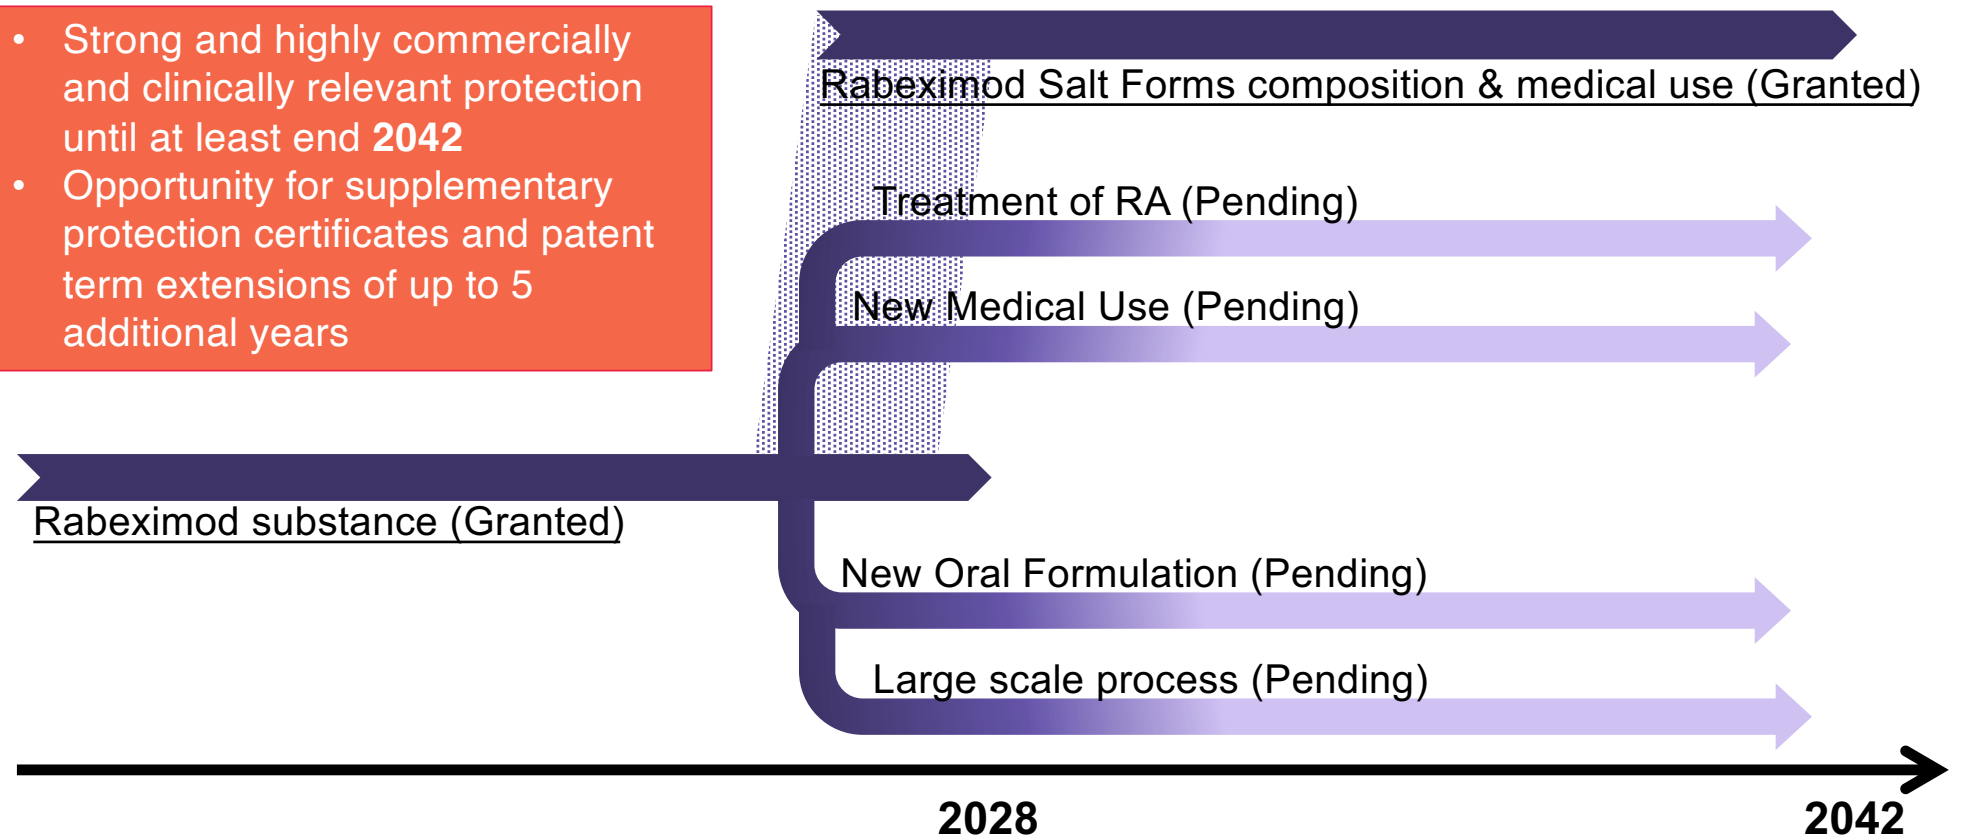 • Strong and highly commercially
and clinically relevant protection
until at least end 2042
• Opportunity for supplementary
protection certificates and patent
term extensions of up to 5
additional years
Rabeximod Salt Forms composition & medical use (Granted)
Treatment of RA (Pending)
New Medical Use (Pending)
Rabeximod substance (Granted)
New Oral Formulation (Pending)
Large scale process (Pending)
2028
2042